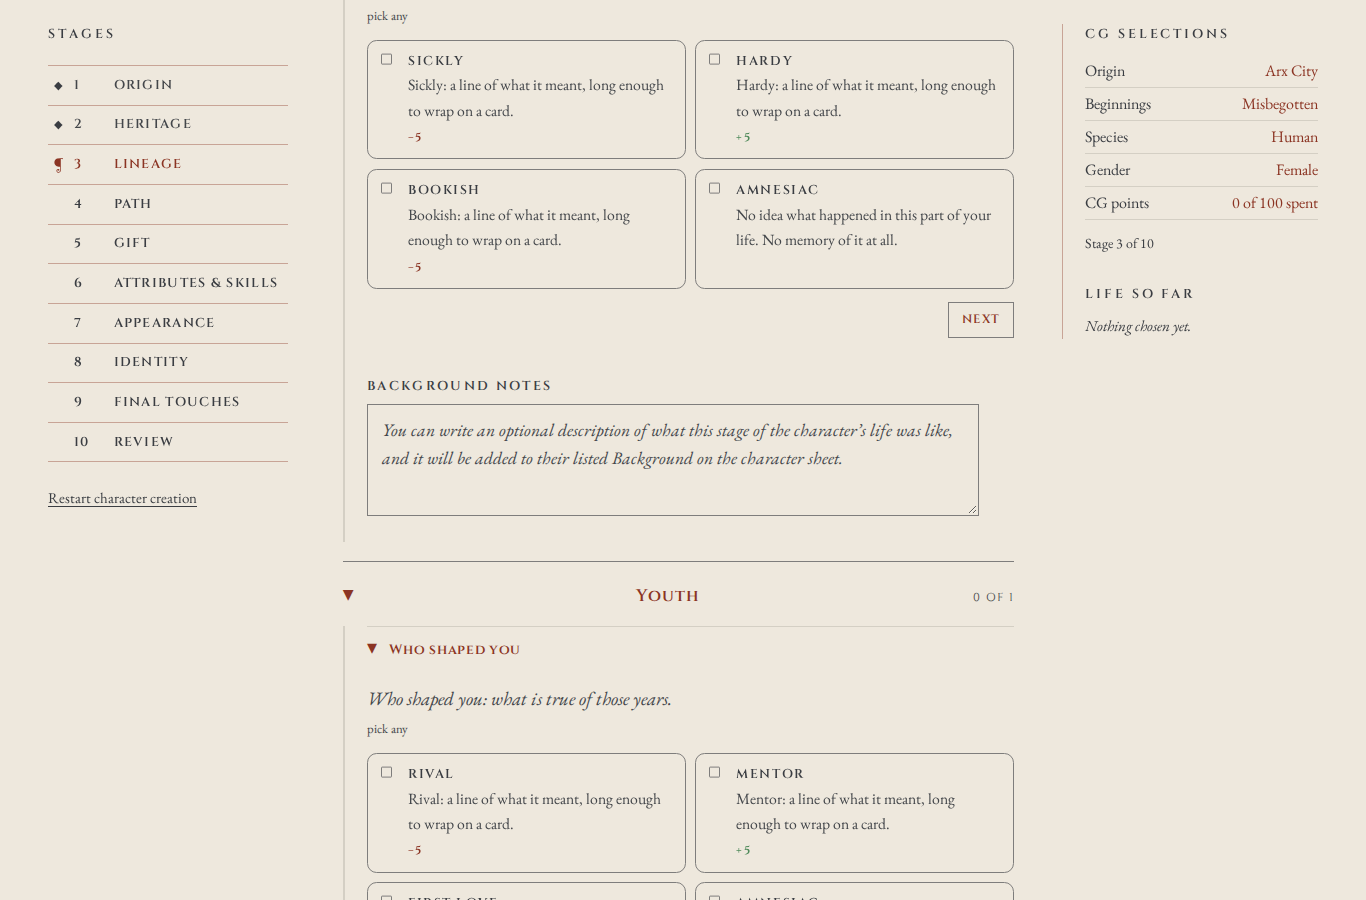 STAGES
◆ 1 ORIGIN
◆ 2 HERITAGE
¶ 3 LINEAGE
4 PATH
5 GIFT
6 ATTRIBUTES & SKILLS
7 APPEARANCE
8 IDENTITY
9 FINAL TOUCHES
10 REVIEW
Restart character creation
pick any
SICKLY
Sickly: a line of what it meant, long enough
to wrap on a card.
−5
HARDY
Hardy: a line of what it meant, long enough
to wrap on a card.
+5
BOOKISH
Bookish: a line of what it meant, long
enough to wrap on a card.
−5
AMNESIAC
No idea what happened in this part of your
life. No memory of it at all.
NEXT
BACKGROUND NOTES
You can write an optional description of what this stage of the character’s life was like,
and it will be added to their listed Background on the character sheet.
▼ Youth 0 OF 1
▼ Who shaped you
Who shaped you: what is true of those years.
pick any
RIVAL
Rival: a line of what it meant, long enough
to wrap on a card.
−5
MENTOR
Mentor: a line of what it meant, long
enough to wrap on a card.
+5
FIRST LOVE
AMNESIAC
CG SELECTIONS
Origin Arx City
Beginnings Misbegotten
Species Human
Gender Female
CG points 0 of 100 spent
Stage 3 of 10
LIFE SO FAR
Nothing chosen yet.